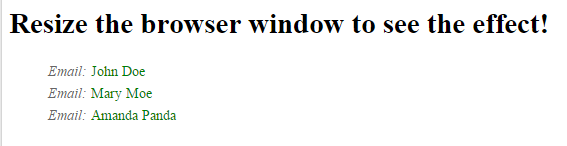 Resize the browser window to see the effect!
Email: John Doe
Email: Mary Moe
Email: Amanda Panda